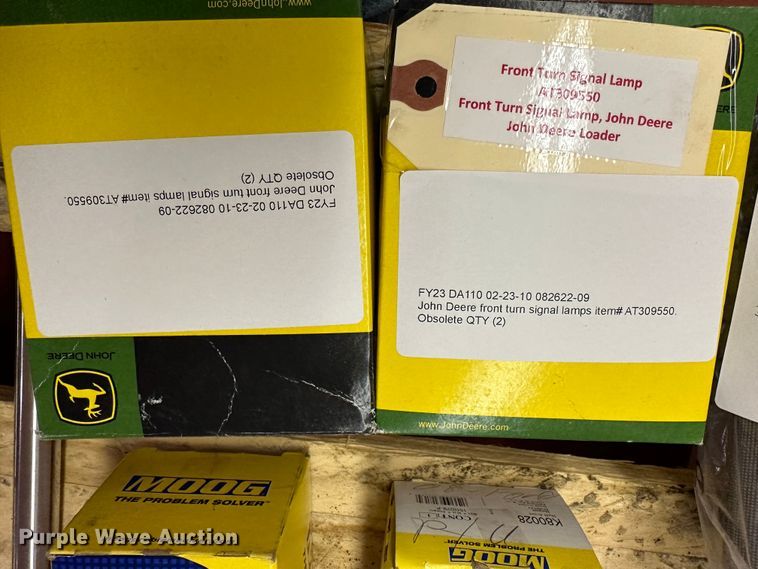 www.JohnDeere.com
FY23 DA110 02-23-10 082622-09
John Deere front turn signal lamps item# AT309550.
Obsolete QTY (2)
JOHN DEERE
Front Turn Signal Lamp
AT309550
Front Turn Signal Lamp, John Deere
John Deere Loader
DEERE
FY23 DA110 02-23-10 082622-09
John Deere front turn signal lamps item# AT309550.
Obsolete QTY (2)
www.JohnDeere.com
MOOG
THE PROBLEM SOLVER
K80028
MOOG
THE PROBLEM SOLVER
Purple Wave Auction